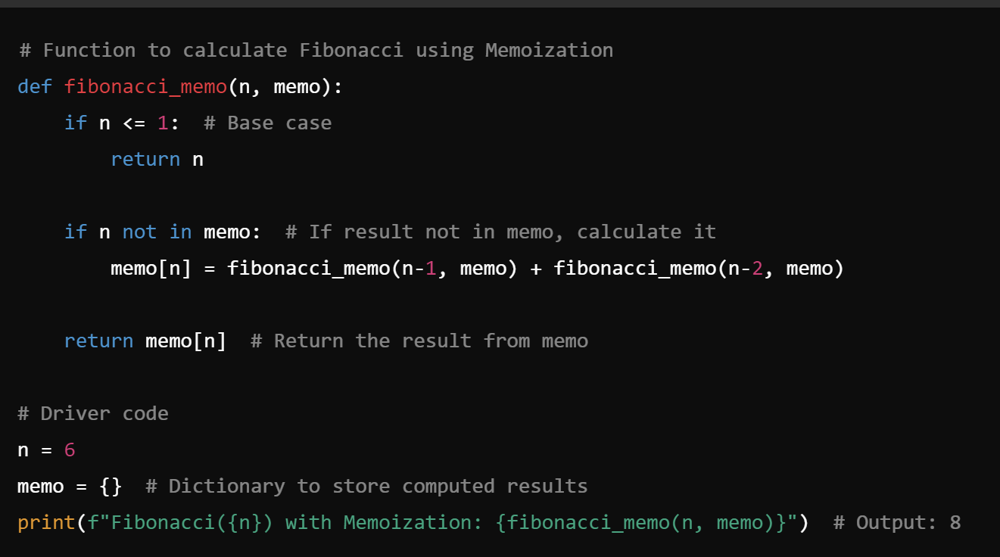 # Function to calculate Fibonacci using Memoization
def fibonacci_memo(n, memo):
    if n <= 1:  # Base case
        return n

    if n not in memo:  # If result not in memo, calculate it
        memo[n] = fibonacci_memo(n-1, memo) + fibonacci_memo(n-2, memo)

    return memo[n]  # Return the result from memo

# Driver code
n = 6
memo = {}  # Dictionary to store computed results
print(f"Fibonacci({n}) with Memoization: {fibonacci_memo(n, memo)}")  # Output: 8